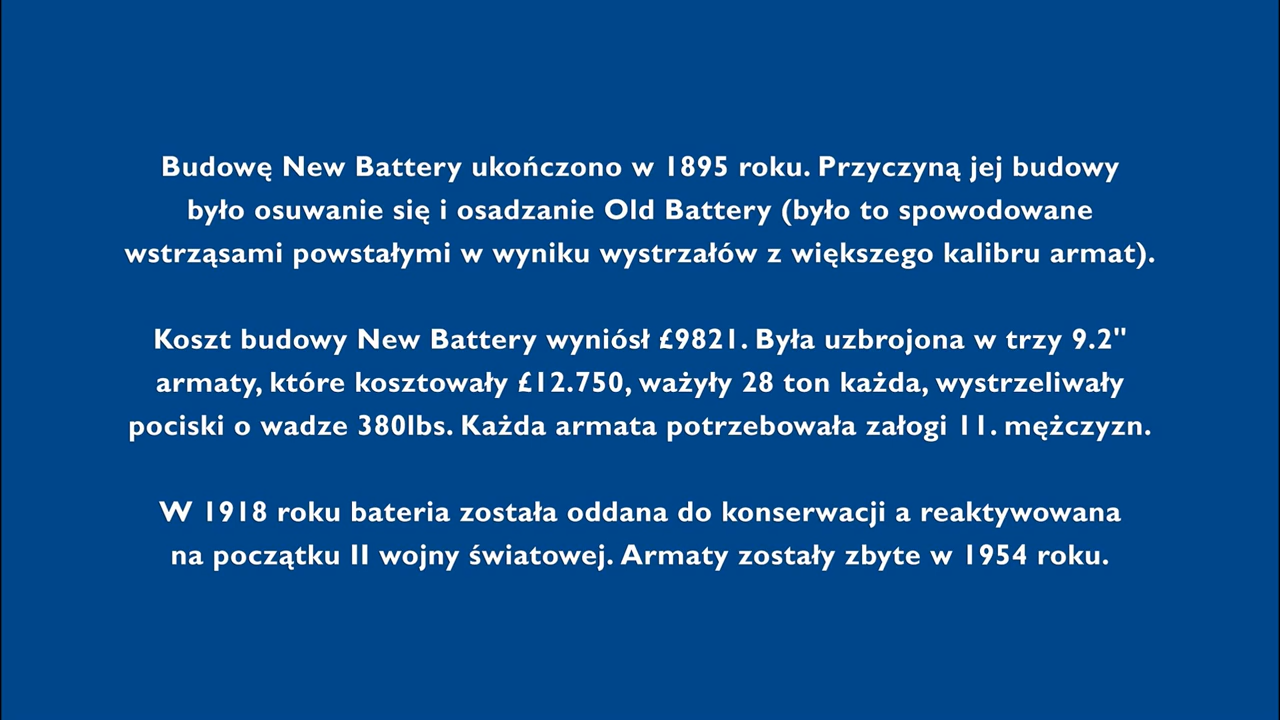 Budowę New Battery ukończono w 1895 roku. Przyczyną jej budowy
było osuwanie się i osadzanie Old Battery (było to spowodowane
wstrząsami powstałymi w wyniku wystrzałów z większego kalibru armat).
Koszt budowy New Battery wyniósł £9821. Była uzbrojona w trzy 9.2"
armaty, które kosztowały £12.750, ważyły 28 ton każda, wystrzeliwały
pociski o wadze 380lbs. Każda armata potrzebowała załogi 11. mężczyzn.
W 1918 roku bateria została oddana do konserwacji a reaktywowana
na początku II wojny światowej. Armaty zostały zbyte w 1954 roku.